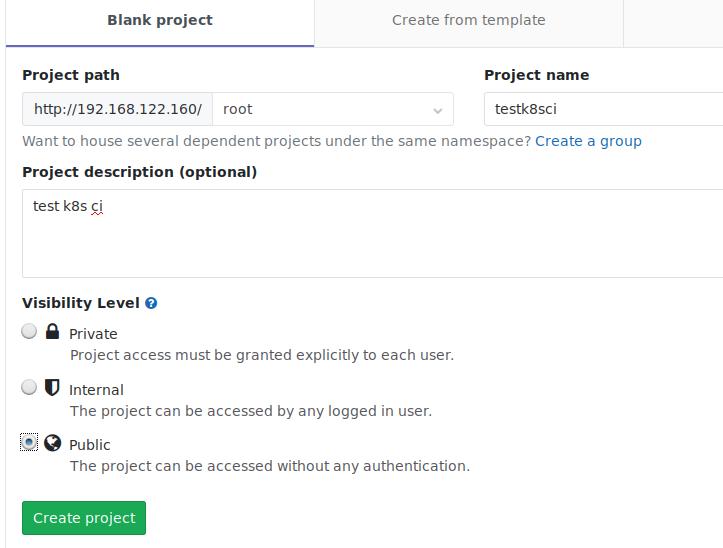 Blank project Create from template
Project path Project name
http://192.168.122.160/ root testk8sci
Want to house several dependent projects under the same namespace? Create a group
Project description (optional)
test k8s ci
Visibility Level ?
Private
Project access must be granted explicitly to each user.
Internal
The project can be accessed by any logged in user.
Public
The project can be accessed without any authentication.
Create project